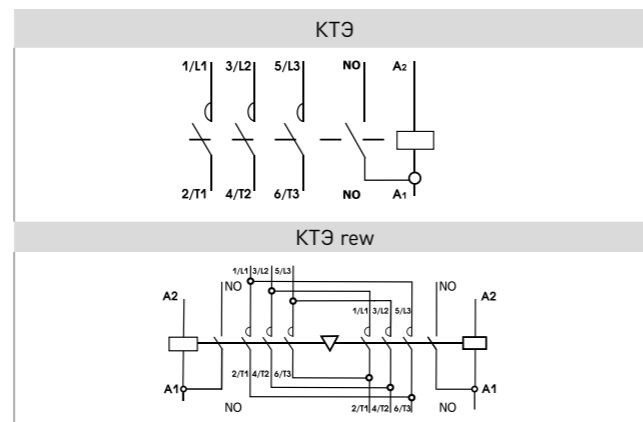 КТЭ
1/L1 3/L2 5/L3 NO A2
2/T1 4/T2 6/T3 NO A1
КТЭ rew
1/L1 3/L2 5/L3
A2 NO NO A2
1/L1 3/L2 5/L3
2/T1 4/T2 6/T3
A1 A1
NO 2/T1 4/T2 6/T3 NO